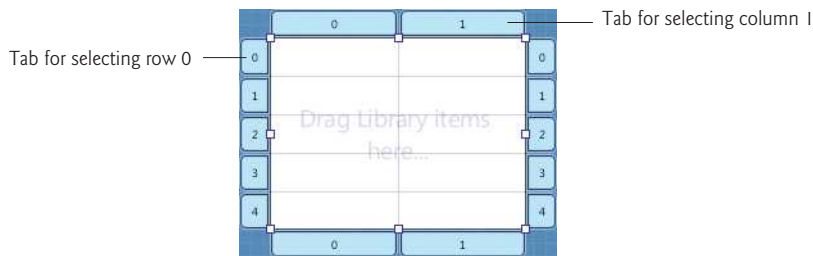 0 1 Tab for selecting column 1
Tab for selecting row 0 0 0
1 1
Drag Library items
2 2
here...
3 3
4 4
0 1